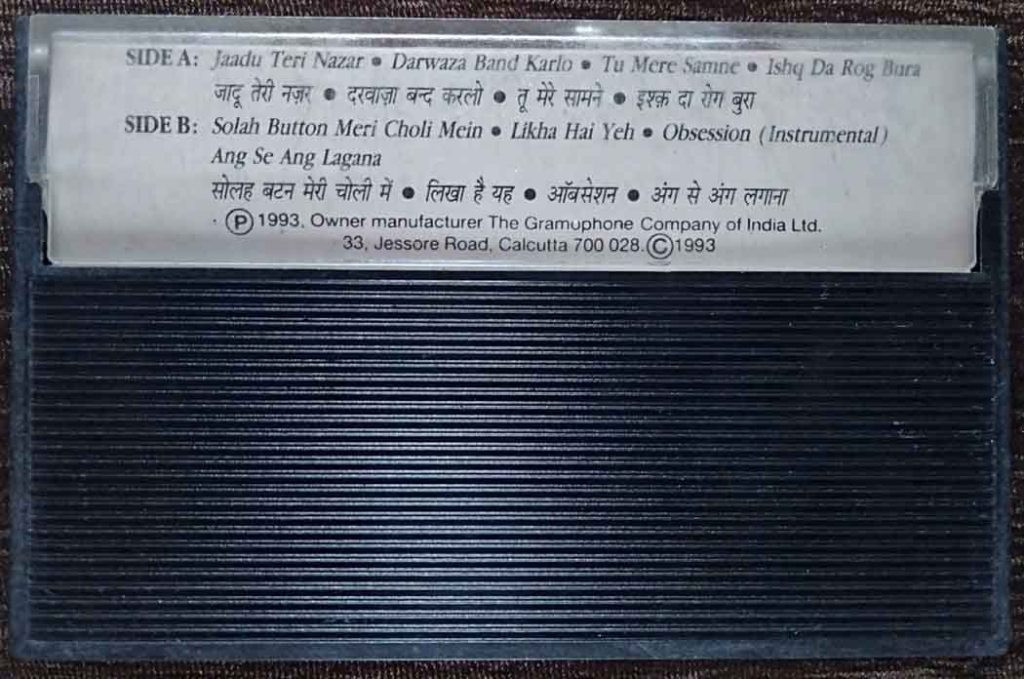 SIDE A: Jaadu Teri Nazar ● Darwaza Band Karlo ● Tu Mere Samne ● Ishq Da Rog Bura
जादू तेरी नज़र ● दरवाज़ा बन्द करलो ● तू मेरे सामने ● इश्क़ दा रोग बुरा
SIDE B: Solah Button Meri Choli Mein ● Likha Hai Yeh ● Obsession (Instrumental)
Ang Se Ang Lagana
सोलह बटन मेरी चोली में ● लिखा है यह ● ऑबसेशन ● अंग से अंग लगाना
Ⓟ 1993. Owner manufacturer The Gramophone Company of India Ltd.
33, Jessore Road, Calcutta 700 028. Ⓒ 1993